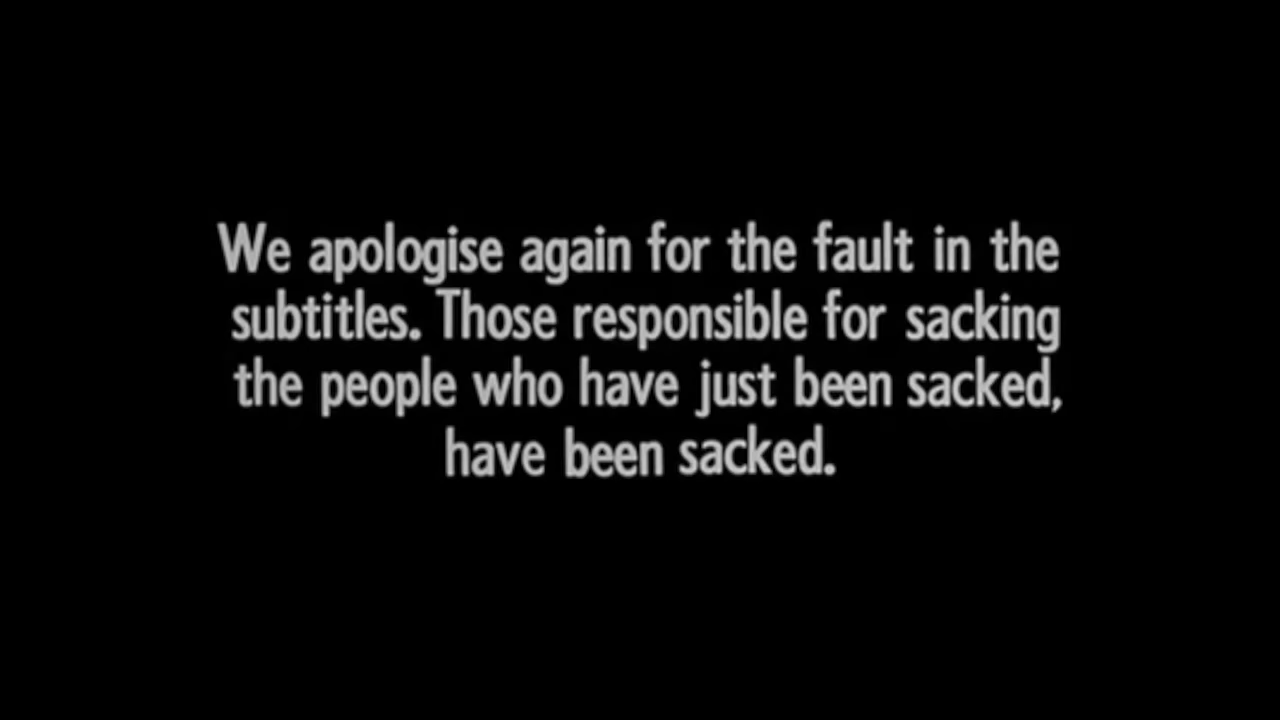 We apologise again for the fault in the
subtitles. Those responsible for sacking
the people who have just been sacked,
have been sacked.